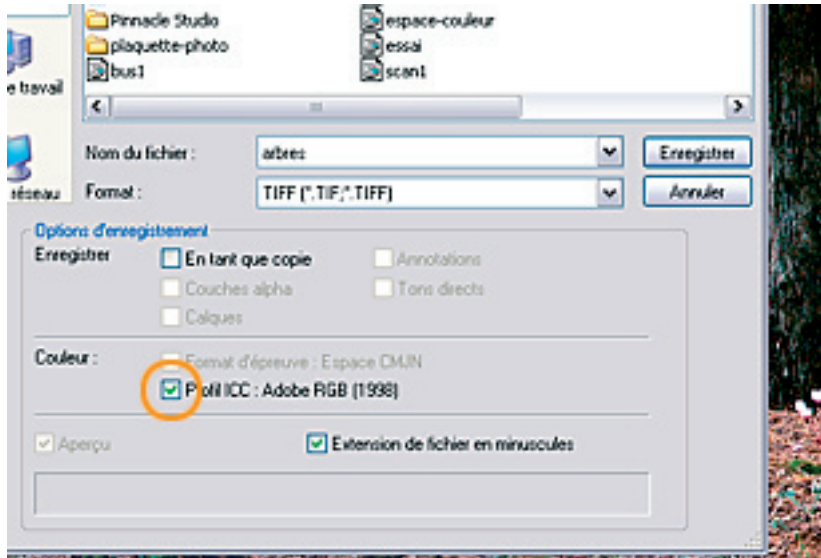 Pinnacle Studio espace-couleur
plaquette-photo essai
bus1 scan1
e travail
Nom du fichier : arbres Enregistrer
réseau Format : TIFF (*.TIF;*.TIFF) Annuler
Options d'enregistrement
Enregistrer En tant que copie Annotations
Couches alpha Tons directs
Calques
Couleur : Format d'épreuve : Espace CMJN
Profil ICC : Adobe RGB (1998)
Aperçu Extension de fichier en minuscules